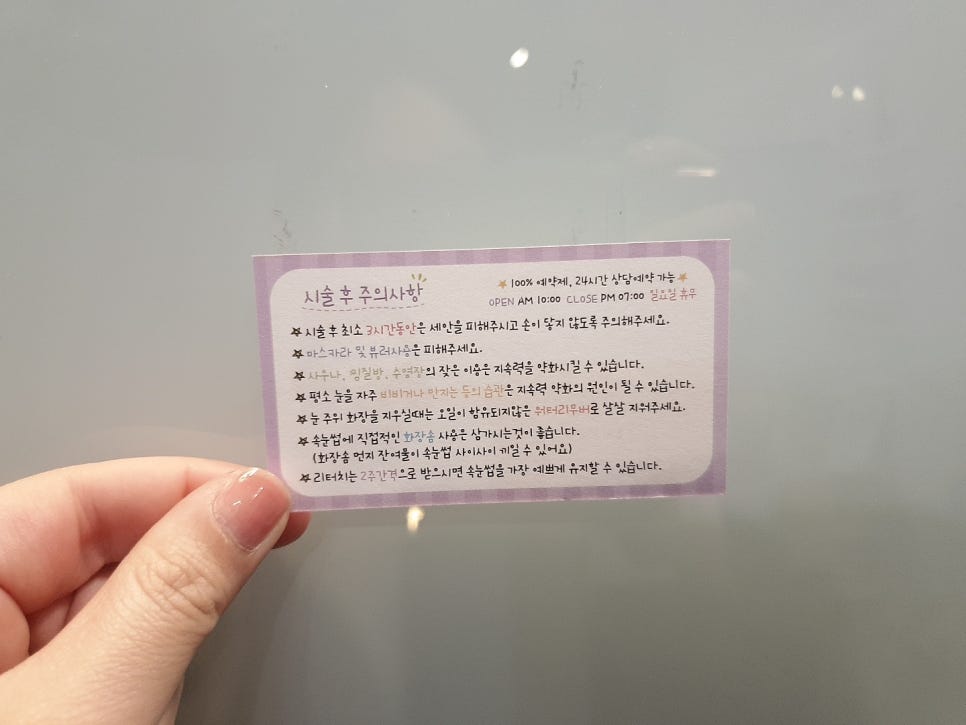 시술 후 주의사항
100% 예약제, 24시간 상담예약 가능
OPEN AM 10:00 CLOSE PM 07:00 일요일 휴무
시술 후 최소 3시간동안은 세안을 피해주시고 손이 닿지 않도록 주의해주세요.
마스카라 및 뷰러사용은 피해주세요.
사우나, 찜질방, 수영장의 잦은 이용은 지속력을 약화시킬 수 있습니다.
평소 눈을 자주 비비거나 만지는 등의 습관은 지속력 약화의 원인이 될 수 있습니다.
눈 주위 화장을 지우실때는 오일이 함유되지않은 워터리무버로 살살 지워주세요.
속눈썹에 직접적인 화장솜 사용은 삼가시는것이 좋습니다.
(화장솜 먼지 잔여물이 속눈썹 사이사이 끼일 수 있어요)
리터치는 2주간격으로 받으시면 속눈썹을 가장 예쁘게 유지할 수 있습니다.